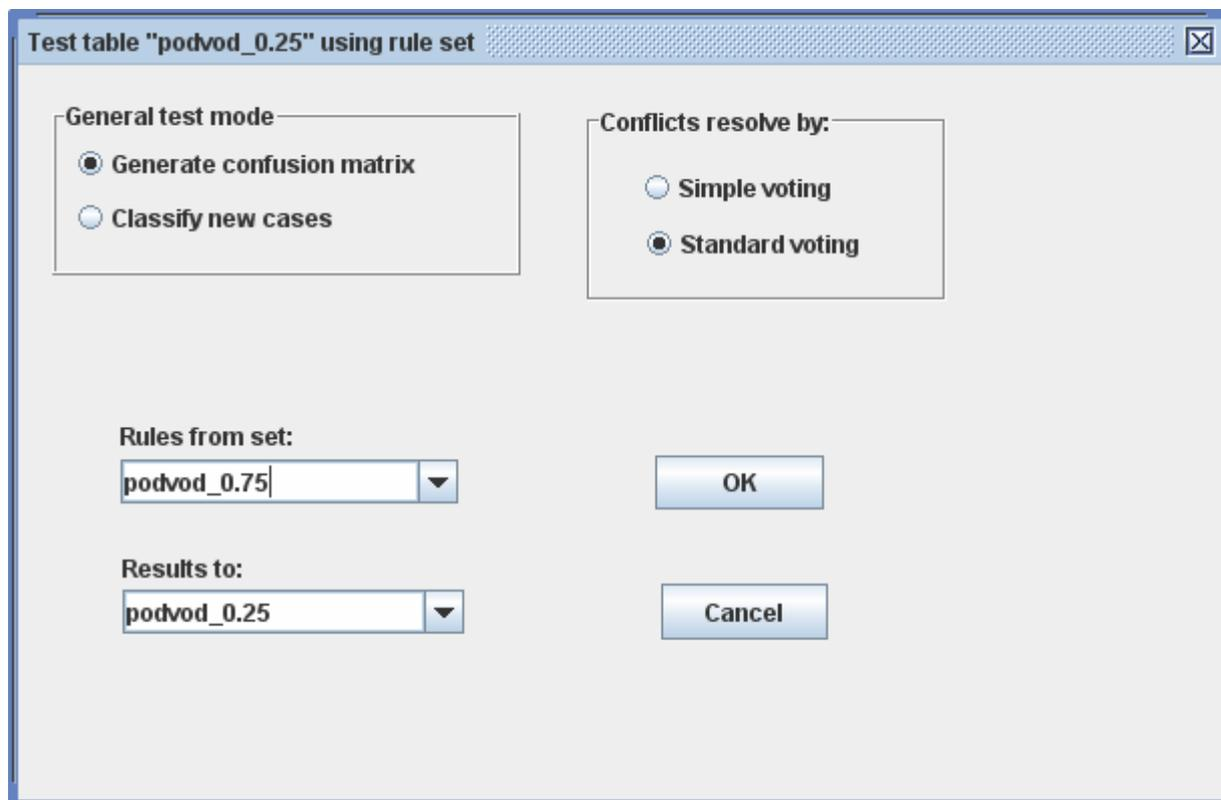 Test table "podvod_0.25" using rule set
General test mode
Generate confusion matrix
Classify new cases
Conflicts resolve by:
Simple voting
Standard voting
Rules from set:
podvod_0.75
OK
Results to:
podvod_0.25
Cancel